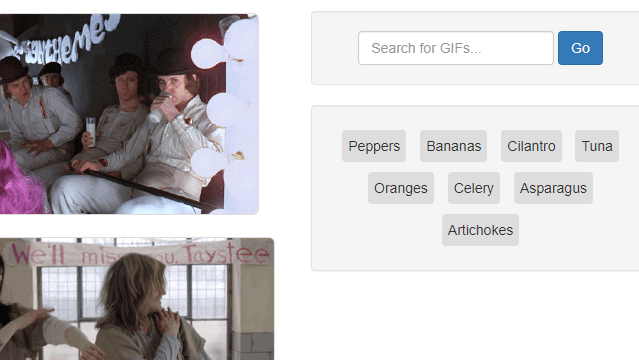 Search for GIFs...
Go
Peppers
Bananas
Cilantro
Tuna
Oranges
Celery
Asparagus
Artichokes
We'll miss you, Taystee